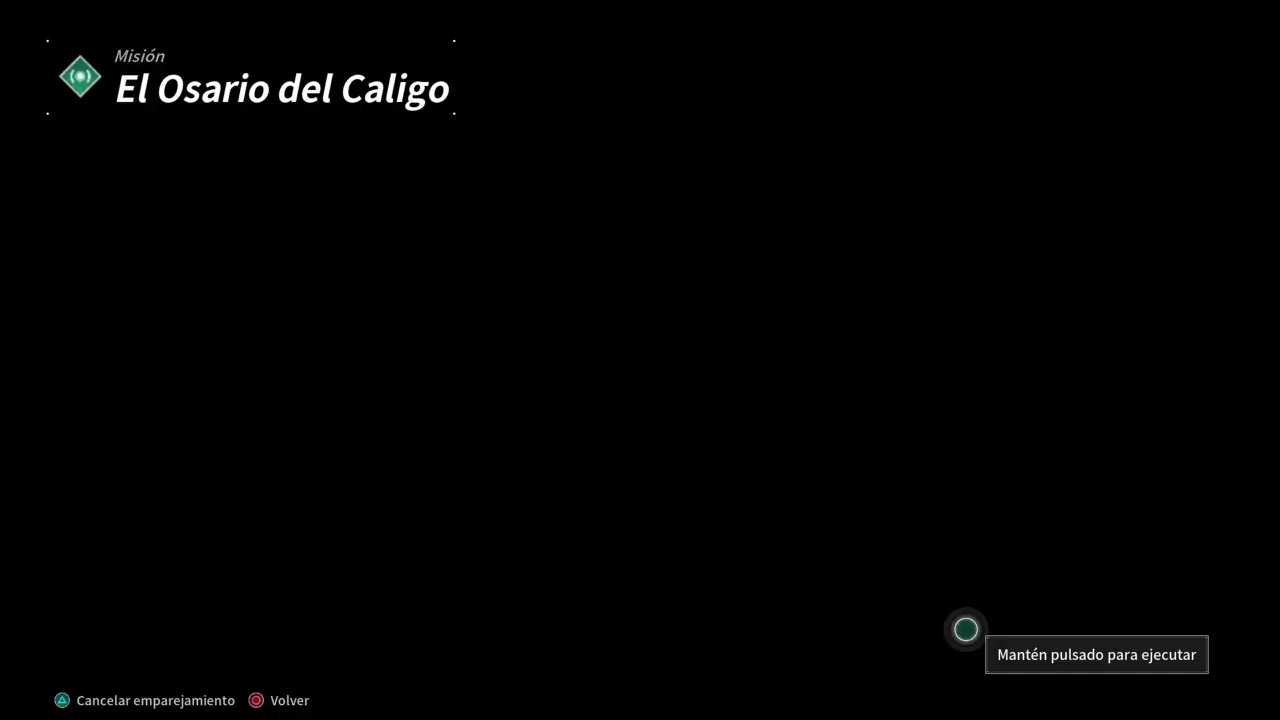 Misión
El Osario del Caligo
Mantén pulsado para ejecutar
Cancelar emparejamiento Volver